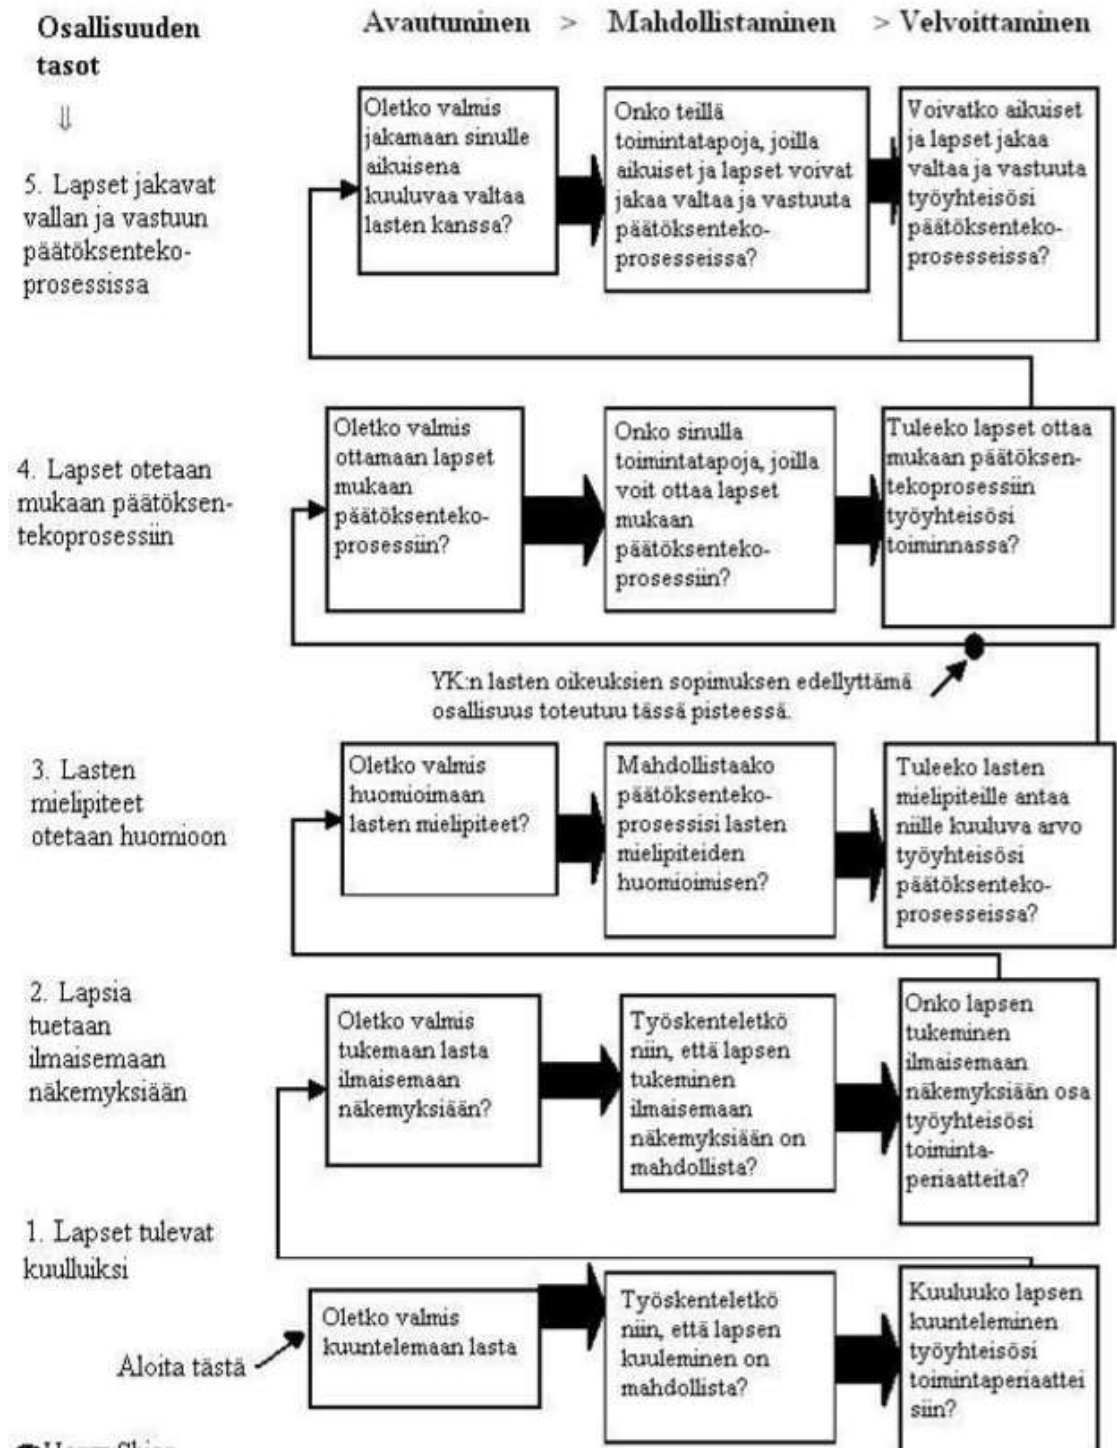 Osallisuuden
tasot
⇓
Avautuminen > Mahdollistaminen > Velvoittaminen
5. Lapset jakavat
vallan ja vastuun
päätöksenteko-
prosessissa
Oletko valmis
jakamaan sinulle
aikuisena
kuuluvaa valtaa
lasten kanssa?
Onko teillä
toimintatapoja, joilla
aikuiset ja lapset voivat
jakaa valtaa ja vastuuta
päätöksenteko-
prosesseissa?
Voivatko aikuiset
ja lapset jakaa
valtaa ja vastuuta
työyhteisösi
päätöksenteko-
prosesseissa?
4. Lapset otetaan
mukaan päätöksen-
tekoprosessiin
Oletko valmis
ottamaan lapset
mukaan
päätöksenteko-
prosessiin?
Onko sinulla
toimintatapoja, joilla
voit ottaa lapset
mukaan
päätöksenteko-
prosessiin?
Tuleeko lapset ottaa
mukaan päätöksen-
tekoprosessiin
työyhteisösi
toiminnassa?
YK:n lasten oikeuksien sopimuksen edellyttämä
osallisuus toteutuu tässä pisteessä.
3. Lasten
mielipiteet
otetaan huomioon
Oletko valmis
huomioimaan
lasten mielipiteet?
Mahdollistaako
päätöksenteko-
prosessisi lasten
mielipiteiden
huomioimisen?
Tuleeko lasten
mielipiteille antaa
niille kuuluva arvo
työyhteisösi
päätöksenteko-
prosesseissa?
2. Lapsia
tuetaan
ilmaisemaan
näkemyksiään
Oletko valmis
tukemaan lasta
ilmaisemaan
näkemyksiään?
Työskenteletkö
niin, että lapsen
tukeminen
ilmaisemaan
näkemyksiään on
mahdollista?
Onko lapsen
tukeminen
ilmaisemaan
näkemyksiään osa
työyhteisösi
toiminta-
periaatteita?
1. Lapset tulevat
kuulluiksi
Aloita tästä
Oletko valmis
kuuntelemaan lasta
Työskenteletkö
niin, että lapsen
kuuleminen on
mahdollista?
Kuuluuko lapsen
kuunteleminen
työyhteisösi
toimintaperiaattei
siin?